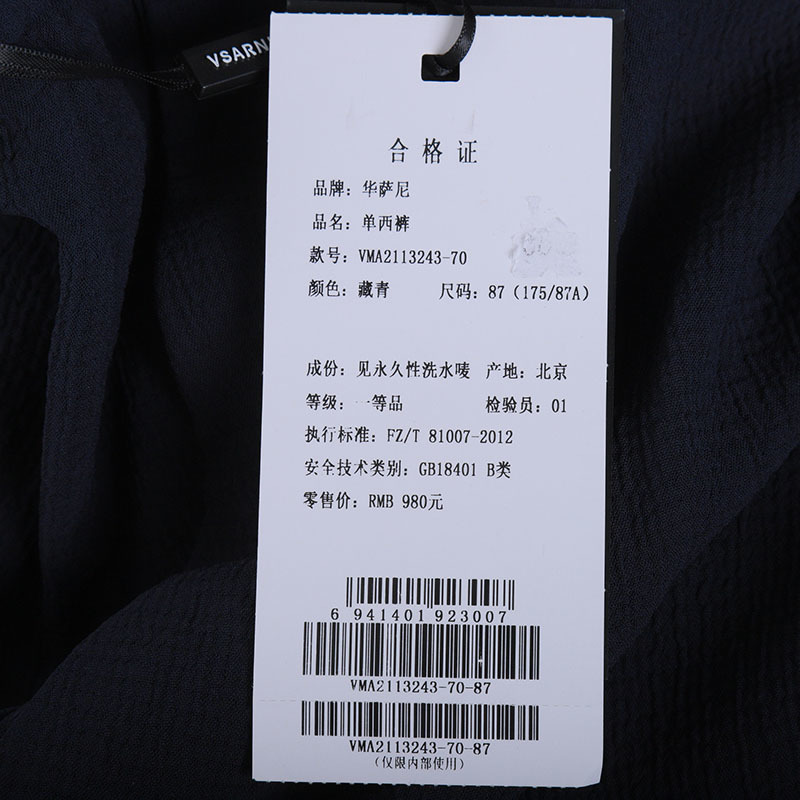 VSARN
合格证
品牌：华萨尼
品名：单西裤
款号：VMA2113243-70
颜色：藏青 尺码：87（175/87A）
成份：见永久性洗水唛 产地：北京
等级：一等品 检验员：01
执行标准：FZ/T 81007-2012
安全技术类别：GB18401 B类
零售价：RMB 980元
6 941401 923007
VMA2113243-70-87
VMA2113243-70-87
（仅限内部使用）